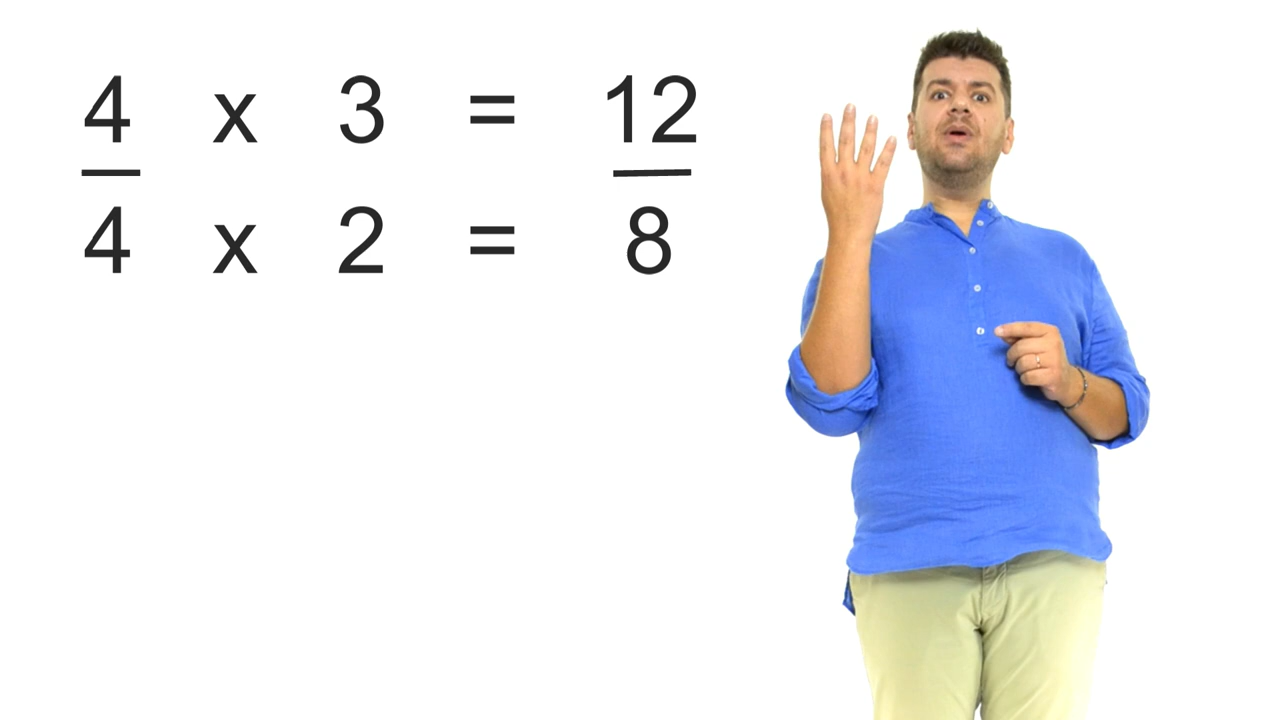 4 x 3 = 12
4 x 2 = 8